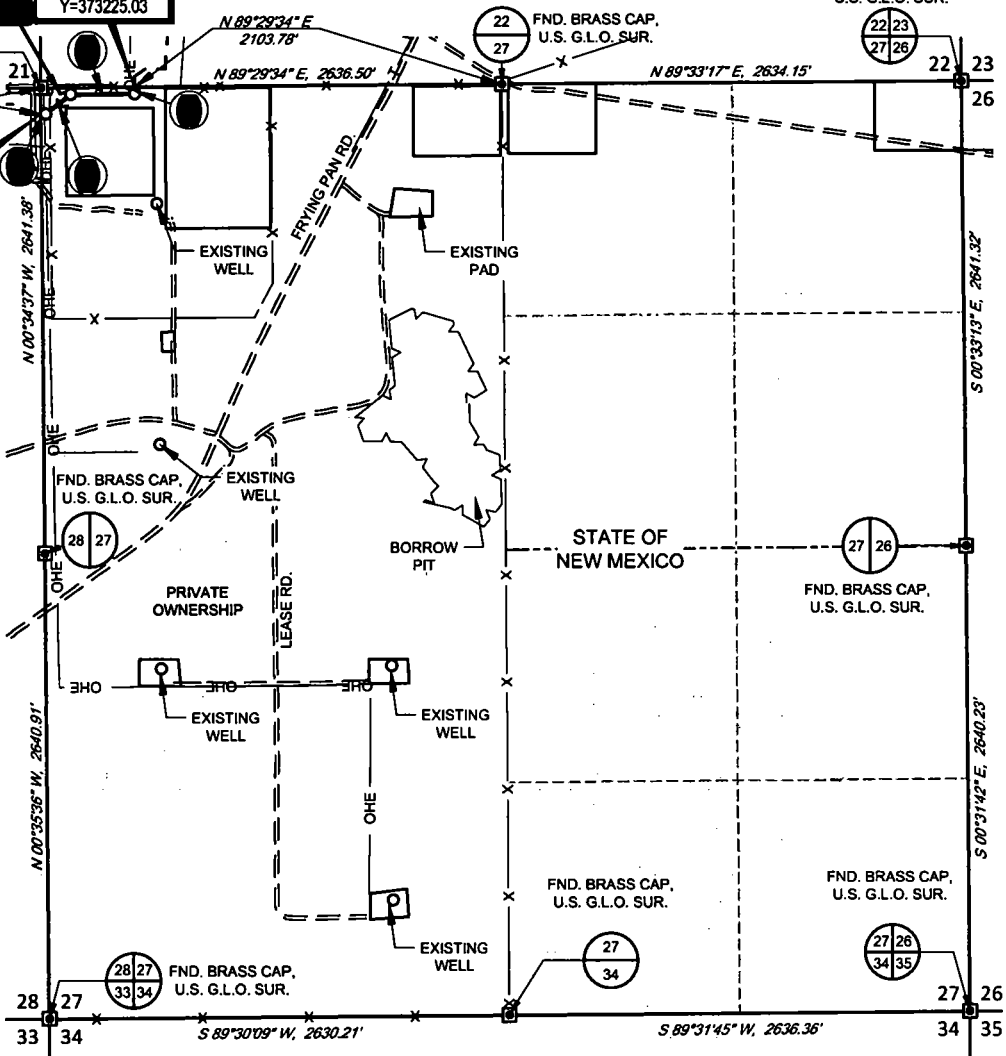 Y=373225.03
N 89°29'34" E
2103.78'
22
27
FND. BRASS CAP,
U.S. G.L.O. SUR.
U.S. G.L.O. SUR.
22 23
27 26
21
N 89°29'34" E, 2636.50'
N 89°33'17" E, 2634.15'
22 23
26
OHE
OHE
FRYING PAN RD.
N 00°34'37" W, 2641.38'
EXISTING
WELL
EXISTING
PAD
S 00°33'13" E, 2641.32'
OHE
OHE
FND. BRASS CAP,
U.S. G.L.O. SUR.
EXISTING
WELL
28 27
BORROW
PIT
STATE OF
NEW MEXICO
27 26
FND. BRASS CAP,
U.S. G.L.O. SUR.
OHE
PRIVATE
OWNERSHIP
LEASE RD.
OHE
OHE
OHE
EXISTING
WELL
EXISTING
WELL
N 00°35'36" W, 2640.91'
S 00°31'42" E, 2640.23'
OHE
FND. BRASS CAP,
U.S. G.L.O. SUR.
FND. BRASS CAP,
U.S. G.L.O. SUR.
EXISTING
WELL
27
34
27 26
34 35
28 27
33 34
FND. BRASS CAP,
U.S. G.L.O. SUR.
28 27
33 34
27 26
34 35
S 89°30'09" W, 2630.21'
S 89°31'45" W, 2636.36'